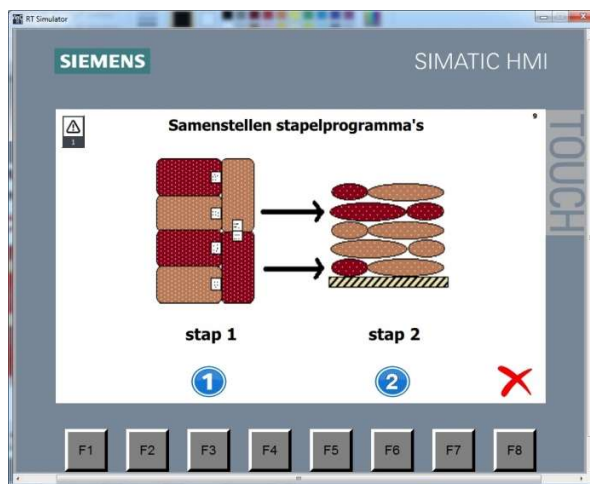 RT Simulator
SIEMENS
SIMATIC HMI
TOUCH
1
Samenstellen stapelprogramma's
9
stap 1
stap 2
1
2
F1
F2
F3
F4
F5
F6
F7
F8